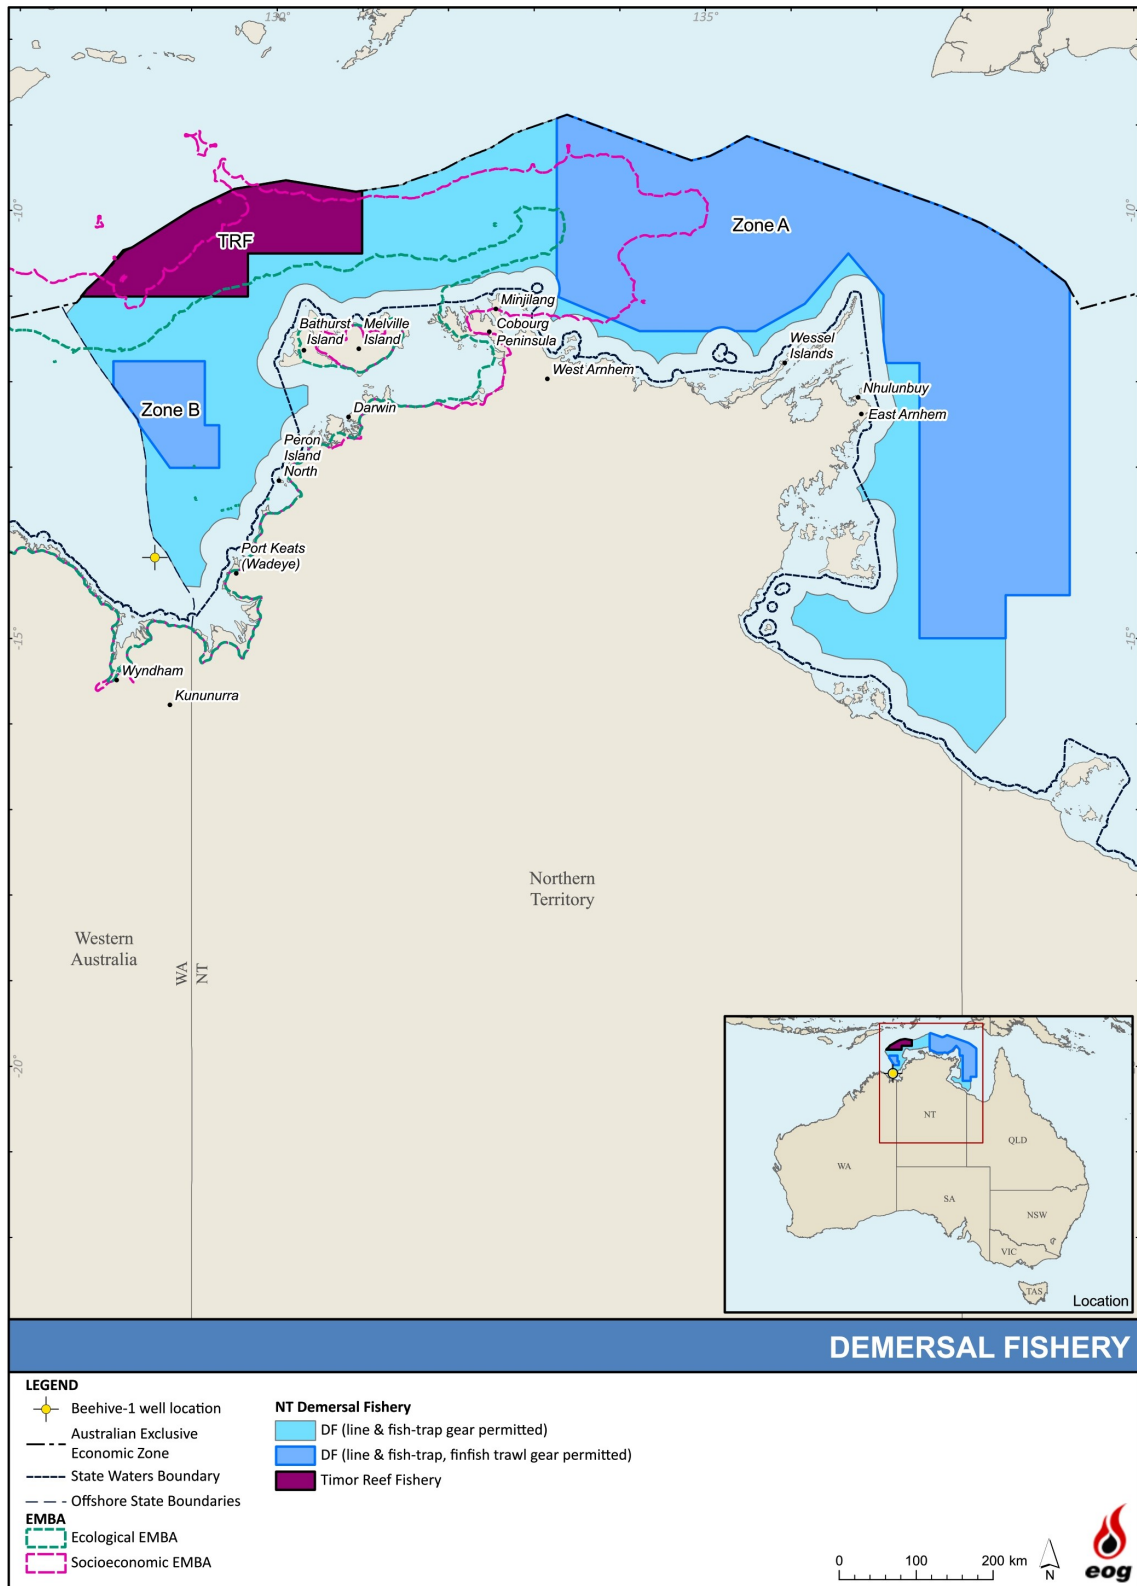 130°
135°
-10°
-10°
TRF
Zone A
Minjilang
Bathurst
Island
Melville
Island
Cobourg
Peninsula
Wessel
Islands
West Arnhem
Zone B
Nhulunbuy
Darwin
East Arnhem
Peron
Island
North
Port Keats
(Wadeye)
-15°
-15°
Wyndham
Kununurra
Northern
Territory
Western
Australia
WA
NT
-20°
NT
QLD
WA
SA
NSW
VIC
TAS
Location
DEMERSAL FISHERY
LEGEND
Beehive-1 well location
Australian Exclusive
Economic Zone
State Waters Boundary
Offshore State Boundaries
EMBA
Ecological EMBA
Socioeconomic EMBA
NT Demersal Fishery
DF (line & fish-trap gear permitted)
DF (line & fish-trap, finfish trawl gear permitted)
Timor Reef Fishery
0 100 200 km
N
eog